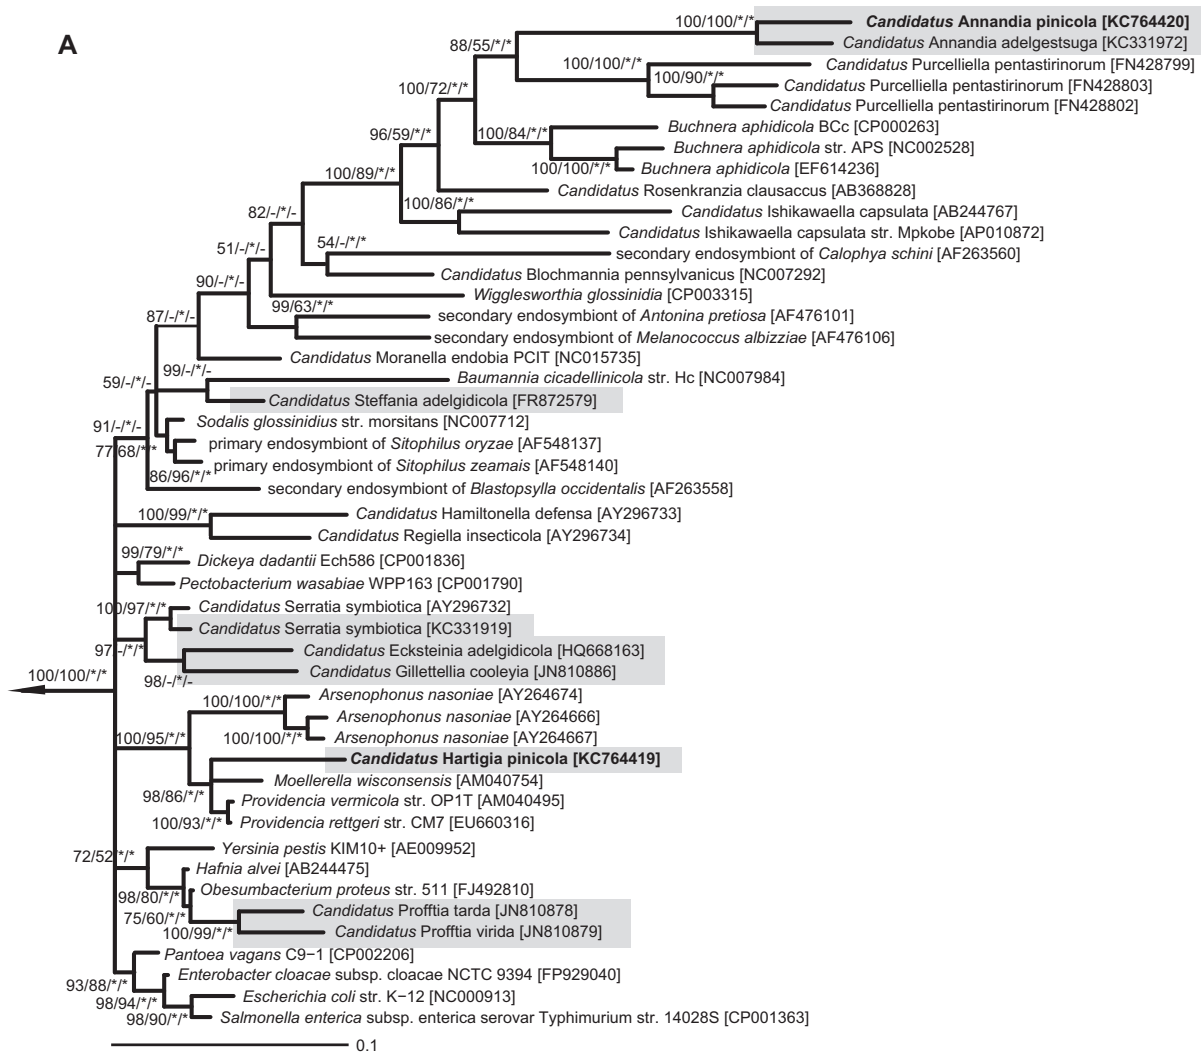 100/100/*/*
Candidatus Annandia pinicola [KC764420]
A
Candidatus Annandia adelgestsuga [KC331972]
88/55/*/*
100/100/*/*
Candidatus Purcelliella pentastirinorum [FN428799]
100/90/*/*
Candidatus Purcelliella pentastirinorum [FN428803]
100/72/*/*
Candidatus Purcelliella pentastirinorum [FN428802]
Buchnera aphidicola BCc [CP000263]
96/59/*/*
100/84/*/*
Buchnera aphidicola str. APS [NC002528]
100/100/*/*
Buchnera aphidicola [EF614236]
100/89/*/*
Candidatus Rosenkranzia clausaccus [AB368828]
100/86/*/*
Candidatus Ishikawaella capsulata [AB244767]
82/-/*/-
Candidatus Ishikawaella capsulata str. Mpkobe [AP010872]
54/-/*/*
secondary endosymbiont of Calophya schini [AF263560]
51/-/*/-
Candidatus Blochmannia pennsylvanicus [NC007292]
90/-/*/-
Wigglesworthia glossinidia [CP003315]
99/63/*/*
secondary endosymbiont of Antonina pretiosa [AF476101]
87/-/*/-
secondary endosymbiont of Melanococcus albizziae [AF476106]
Candidatus Moranella endobia PCIT [NC015735]
99/-/*/-
Baumannia cicadellinicola str. Hc [NC007984]
59/-/*/-
Candidatus Steffania adelgidicola [FR872579]
Sodalis glossinidius str. morsitans [NC007712]
91/-/*/-
primary endosymbiont of Sitophilus oryzae [AF548137]
77/68/*/*
primary endosymbiont of Sitophilus zeamais [AF548140]
86/96/*/*
secondary endosymbiont of Blastopsylla occidentalis [AF263558]
100/99/*/*
Candidatus Hamiltonella defensa [AY296733]
Candidatus Regiella insecticola [AY296734]
99/79/*/*
Dickeya dadantii Ech586 [CP001836]
Pectobacterium wasabiae WPP163 [CP001790]
100/97/*/*
Candidatus Serratia symbiotica [AY296732]
Candidatus Serratia symbiotica [KC331919]
97/-/*/*
Candidatus Ecksteinia adelgidicola [HQ668163]
Candidatus Gillettellia cooleyia [JN810886]
98/-/*/-
100/100/*/*
Arsenophonus nasoniae [AY264674]
100/100/*/*
Arsenophonus nasoniae [AY264666]
100/95/*/*
100/100/*/*
Arsenophonus nasoniae [AY264667]
Candidatus Hartigia pinicola [KC764419]
Moellerella wisconsensis [AM040754]
98/86/*/*
Providencia vermicola str. OP1T [AM040495]
100/93/*/*
Providencia rettgeri str. CM7 [EU660316]
Yersinia pestis KIM10+ [AE009952]
72/52/*/*
Hafnia alvei [AB244475]
98/80/*/*
Obesumbacterium proteus str. 511 [FJ492810]
75/60/*/*
Candidatus Profftia tarda [JN810878]
100/99/*/*
Candidatus Profftia virida [JN810879]
Pantoea vagans C9−1 [CP002206]
Enterobacter cloacae subsp. cloacae NCTC 9394 [FP929040]
93/88/*/*
Escherichia coli str. K−12 [NC000913]
98/94/*/*
98/90/*/*
Salmonella enterica subsp. enterica serovar Typhimurium str. 14028S [CP001363]
0.1